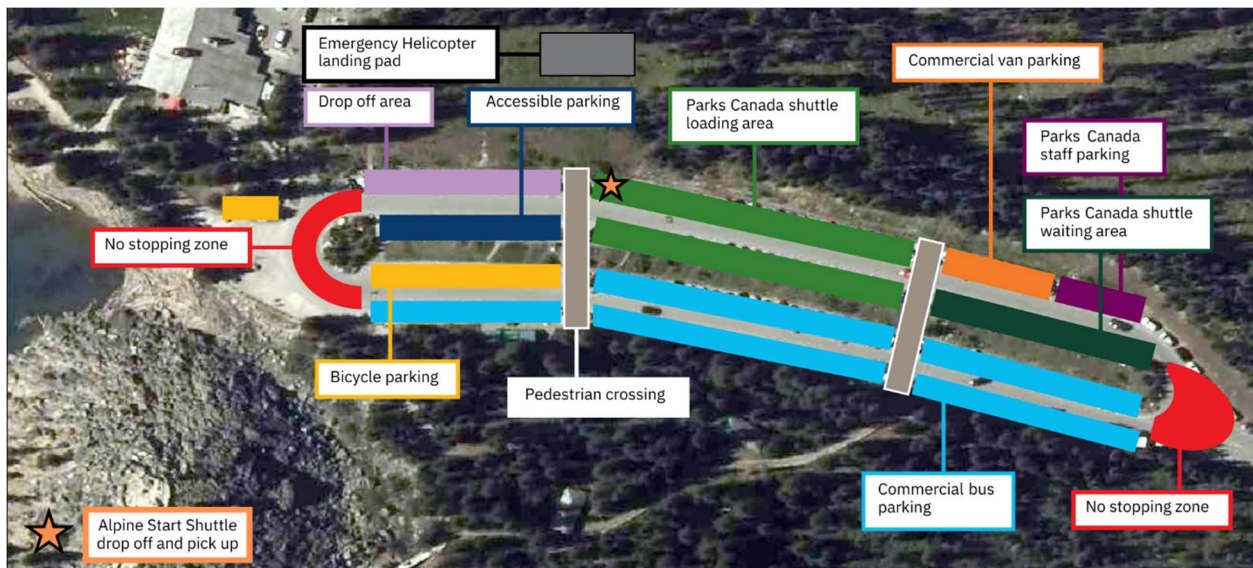 Emergency Helicopter
landing pad
Commercial van parking
Drop off area
Accessible parking
Parks Canada shuttle
loading area
Parks Canada
staff parking
Parks Canada shuttle
waiting area
No stopping zone
Bicycle parking
Pedestrian crossing
Commercial bus
parking
No stopping zone
Alpine Start Shuttle
drop off and pick up